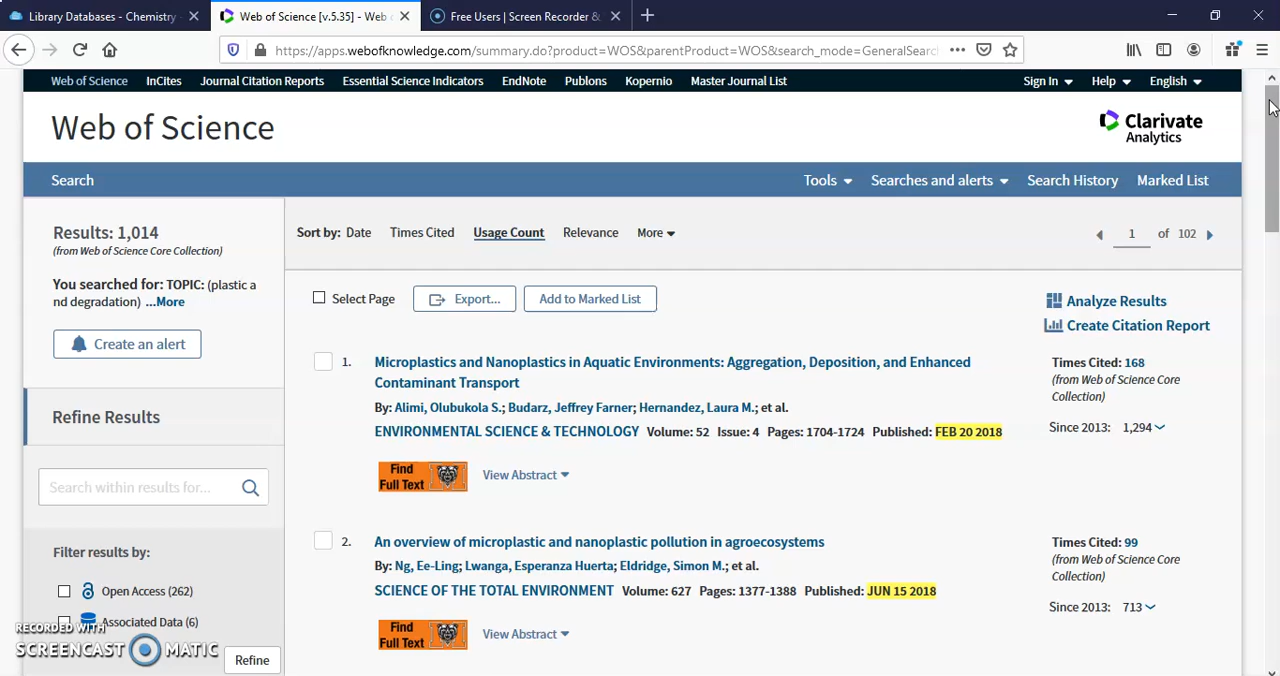 Library Databases - Chemistry
Web of Science [v.5.35] - Web
Free Users | Screen Recorder &
https://apps.webofknowledge.com/summary.do?product=WOS&parentProduct=WOS&search_mode=GeneralSearc
Web of Science InCites Journal Citation Reports Essential Science Indicators EndNote Publons Kopernio Master Journal List Sign In Help English
Web of Science
Clarivate
Analytics
Search Tools Searches and alerts Search History Marked List
Results: 1,014
(from Web of Science Core Collection)
You searched for: TOPIC: (plastic a
nd degradation) ...More
Create an alert
Refine Results
Search within results for...
Filter results by:
Open Access (262)
Associated Data (6)
Refine
RECORDED WITH
SCREENCAST MATIC
Sort by: Date Times Cited Usage Count Relevance More
1 of 102
Select Page Export... Add to Marked List
Analyze Results
Create Citation Report
1. Microplastics and Nanoplastics in Aquatic Environments: Aggregation, Deposition, and Enhanced
Contaminant Transport
By: Alimi, Olubukola S.; Budarz, Jeffrey Farner; Hernandez, Laura M.; et al.
ENVIRONMENTAL SCIENCE & TECHNOLOGY Volume: 52 Issue: 4 Pages: 1704-1724 Published: FEB 20 2018
Find
Full Text
View Abstract
Times Cited: 168
(from Web of Science Core
Collection)
Since 2013: 1,294
2. An overview of microplastic and nanoplastic pollution in agroecosystems
By: Ng, Ee-Ling; Lwanga, Esperanza Huerta; Eldridge, Simon M.; et al.
SCIENCE OF THE TOTAL ENVIRONMENT Volume: 627 Pages: 1377-1388 Published: JUN 15 2018
Find
Full Text
View Abstract
Times Cited: 99
(from Web of Science Core
Collection)
Since 2013: 713